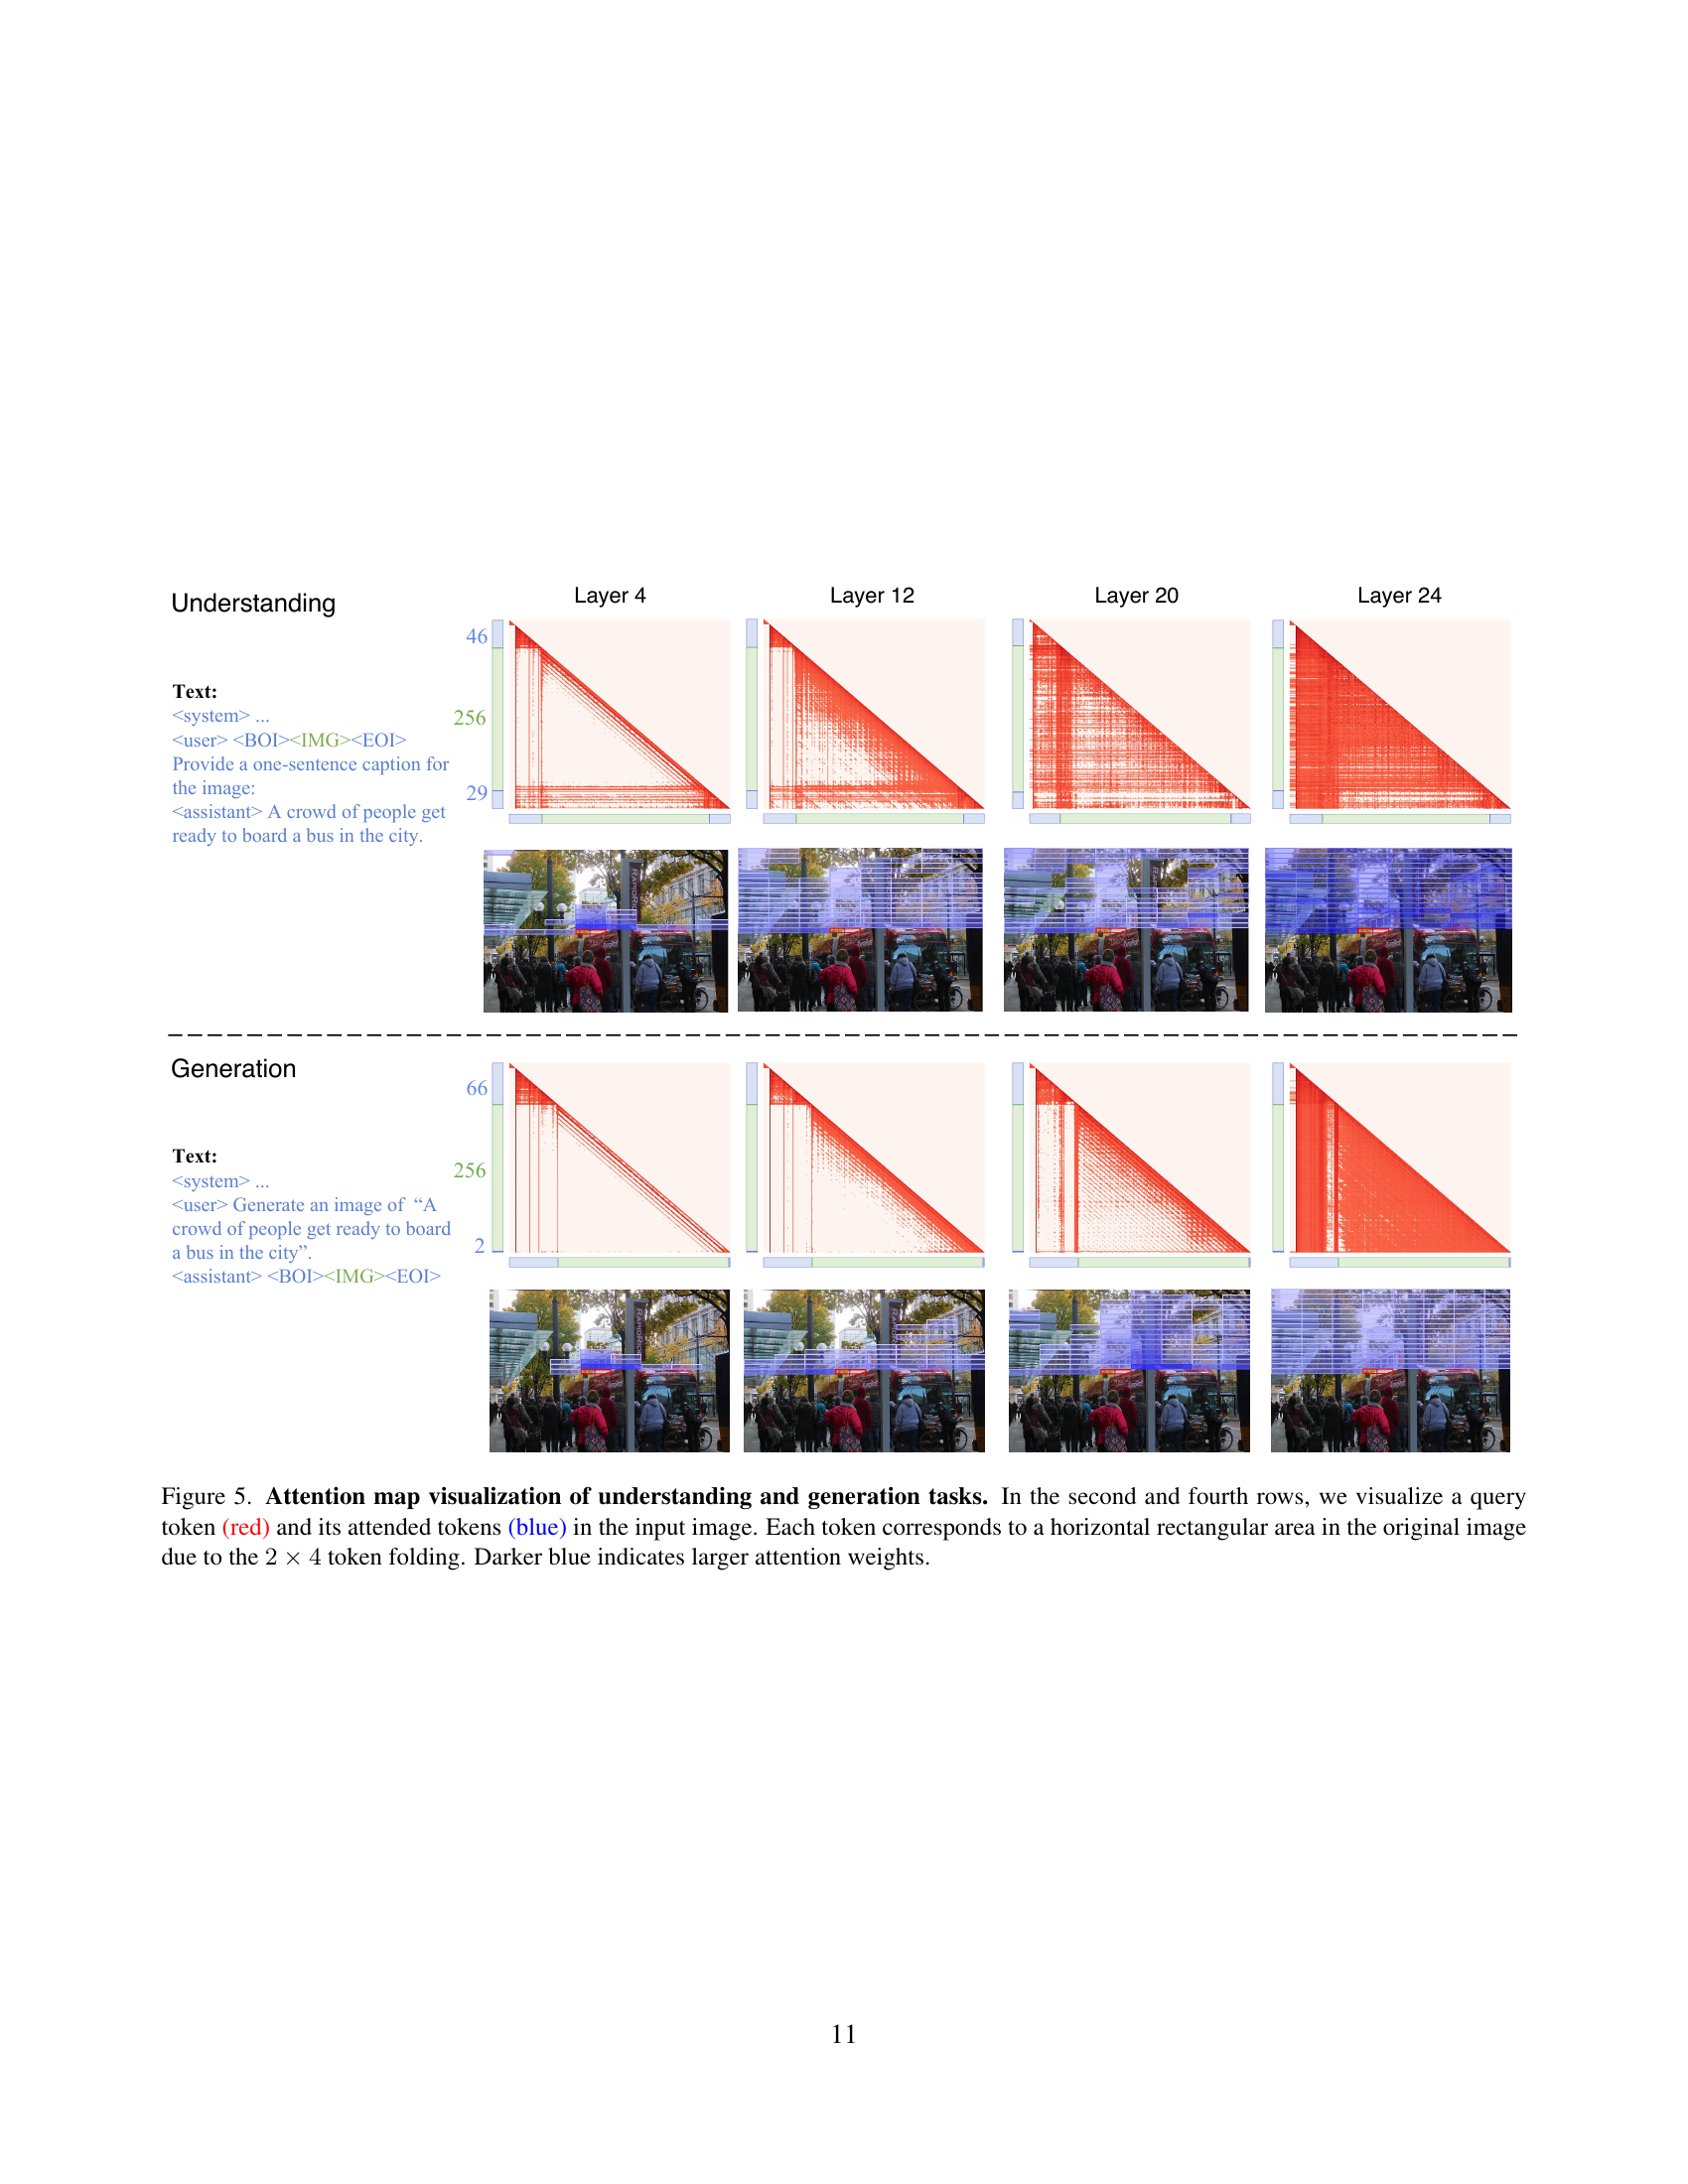 Understanding
Layer 4
Layer 12
Layer 20
Layer 24
46
256
29
Text:
<system> ...
<user> <BOI><IMG><EOI>
Provide a one-sentence caption for
the image:
<assistant> A crowd of people get
ready to board a bus in the city.
Generation
66
256
2
Text:
<system> ...
<user> Generate an image of “A
crowd of people get ready to board
a bus in the city”.
<assistant> <BOI><IMG><EOI>
Figure 5. Attention map visualization of understanding and generation tasks. In the second and fourth rows, we visualize a query
token (red) and its attended tokens (blue) in the input image. Each token corresponds to a horizontal rectangular area in the original image
due to the 2 × 4 token folding. Darker blue indicates larger attention weights.
11